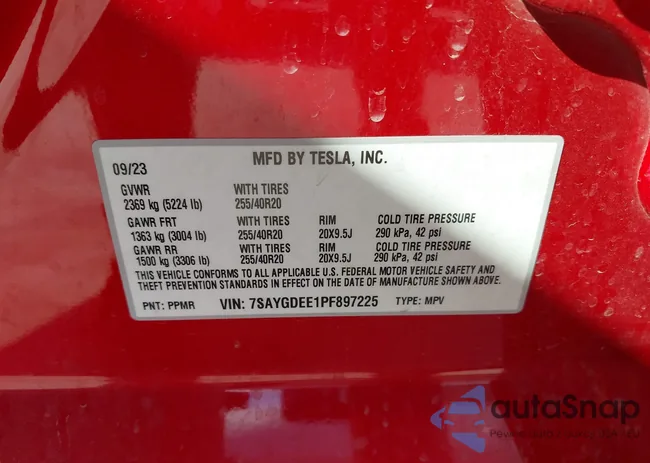 09/23 MFD BY TESLA, INC.
GVWR WITH TIRES
2369 kg (5224 lb) 255/40R20
GAWR FRT WITH TIRES RIM COLD TIRE PRESSURE
1363 kg (3004 lb) 255/40R20 20X9.5J 290 kPa, 42 psi
GAWR RR WITH TIRES RIM COLD TIRE PRESSURE
1500 kg (3306 lb) 255/40R20 20X9.5J 290 kPa, 42 psi
THIS VEHICLE CONFORMS TO ALL APPLICABLE U.S. FEDERAL MOTOR VEHICLE SAFETY AND
THEFT PREVENTION STANDARDS IN EFFECT ON THE DATE OF MANUFACTURE SHOWN ABOVE.
PNT: PPMR VIN: 7SAYGDEE1PF897225 TYPE: MPV
autoSnap